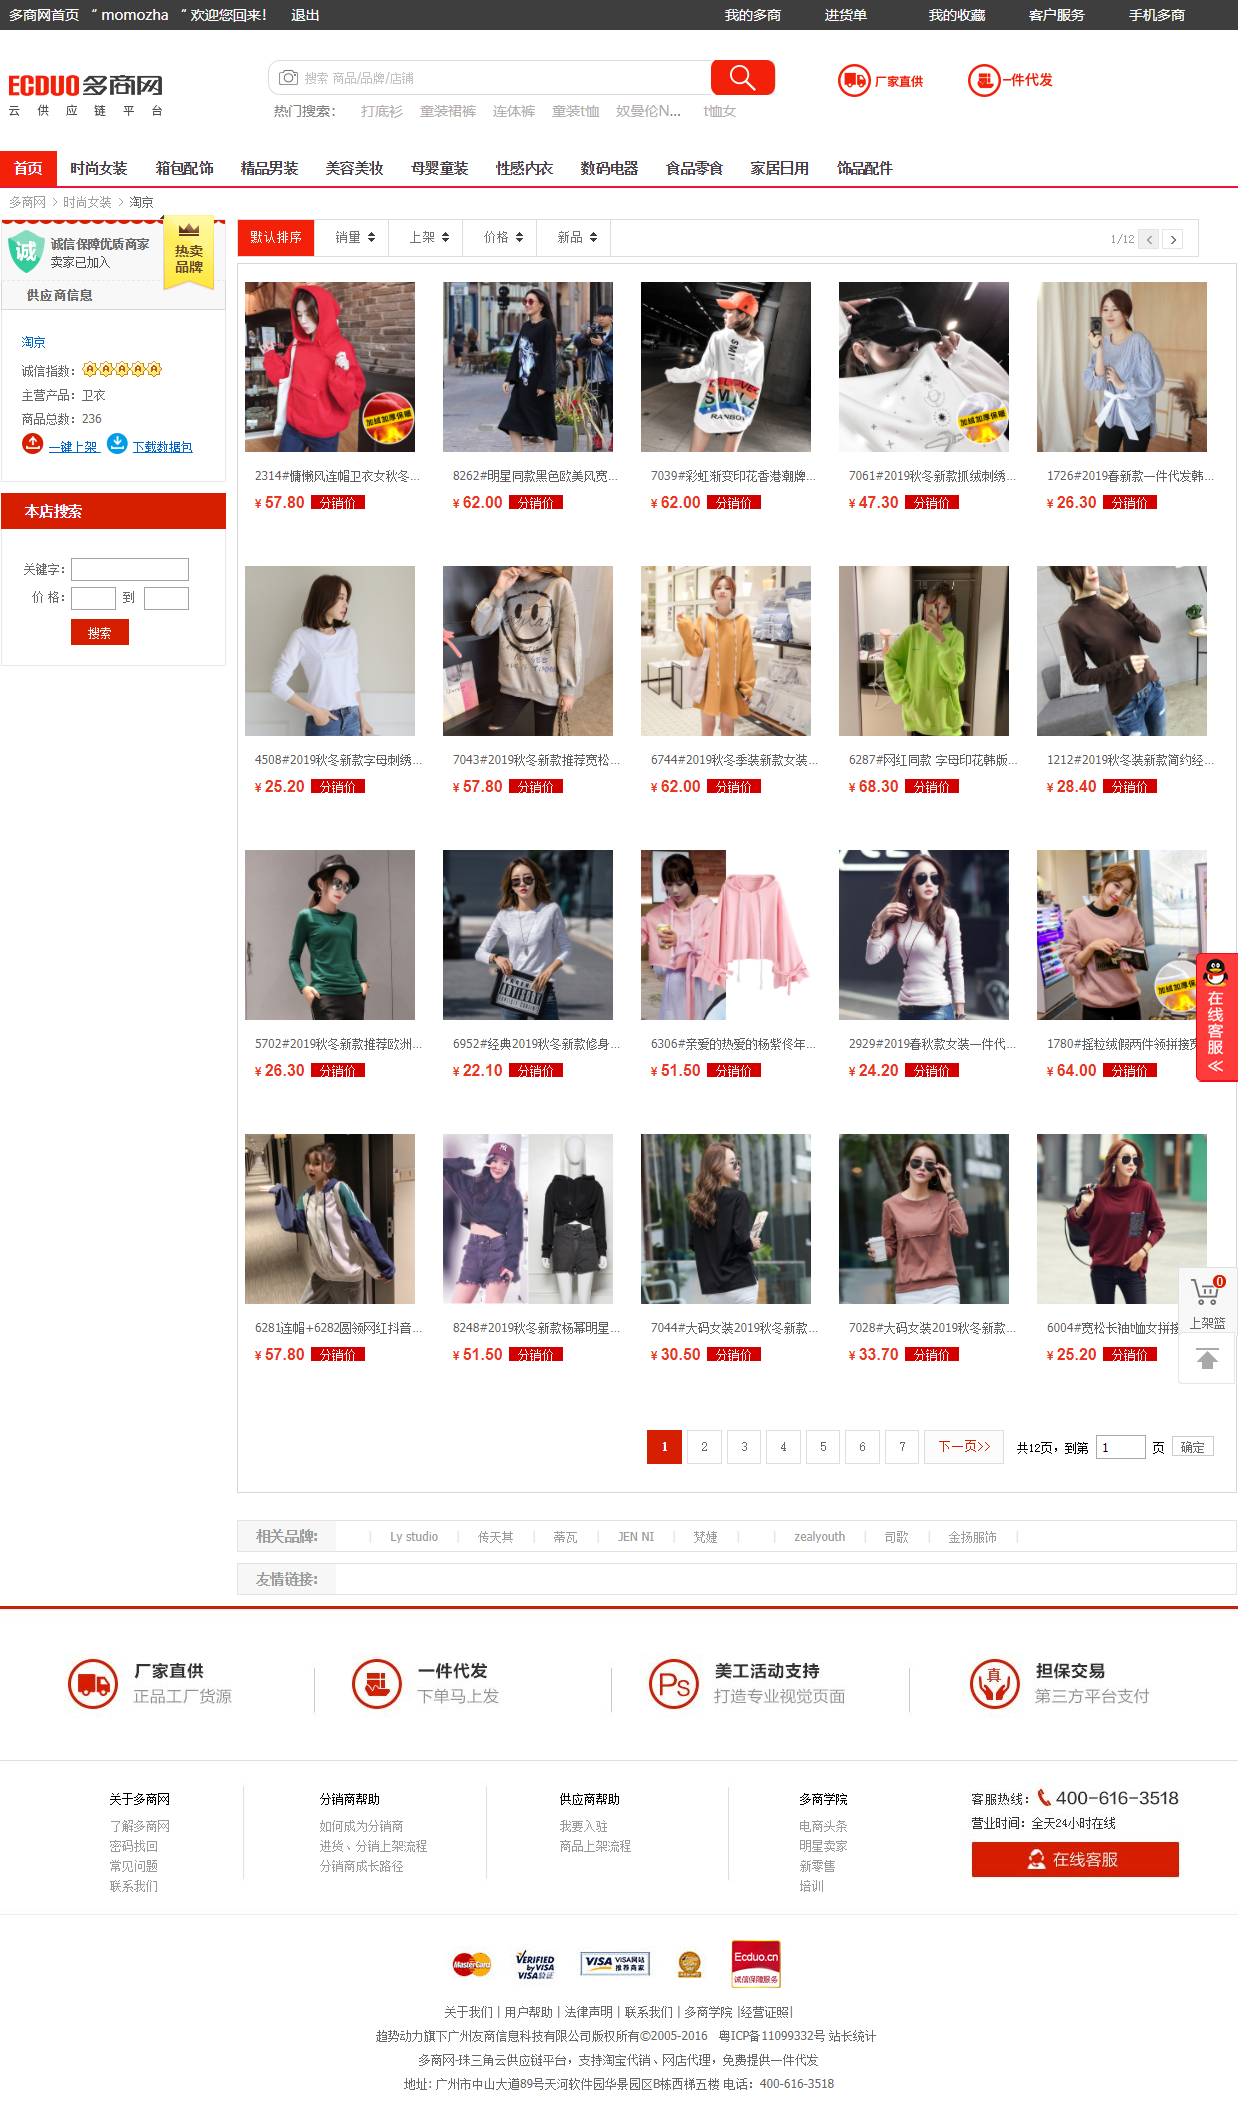 多商网首页 “ momozha ” 欢迎您回来! 退出 我的多商 进货单 我的收藏 客户服务 手机多商
ECDUO多商网
云 供 应 链 平 台
搜索 商品/品牌/店铺
热门搜索: 打底衫 童装裙裤 连体裤 童装t恤 奴曼伦N... t恤女
厂家直供 一件代发
首页 时尚女装 箱包配饰 精品男装 美容美妆 母婴童装 性感内衣 数码电器 食品零食 家居日用 饰品配件
多商网 > 时尚女装 > 淘京
诚 诚信保障优质商家
卖家已加入
热卖
品牌
供应商信息
淘京
诚信指数:
主营产品: 卫衣
商品总数: 236
一键上架 下载数据包
本店搜索
关键字:
价 格: 到
搜索
默认排序 销量 上架 价格 新品 1/12 < >
加绒加厚保暖
SMILE
RANBOW
加绒加厚保暖
2314#慵懒风连帽卫衣女秋冬... 8262#明星同款黑色欧美风宽... 7039#彩虹渐变印花香港潮牌... 7061#2019秋冬新款抓绒刺绣... 1726#2019春新款一件代发韩...
¥ 57.80 分销价 ¥ 62.00 分销价 ¥ 62.00 分销价 ¥ 47.30 分销价 ¥ 26.30 分销价
4508#2019秋冬新款字母刺绣... 7043#2019秋冬新款推荐宽松... 6744#2019秋冬季装新款女装... 6287#网红同款 字母印花韩版... 1212#2019秋冬装新款简约经...
¥ 25.20 分销价 ¥ 57.80 分销价 ¥ 62.00 分销价 ¥ 68.30 分销价 ¥ 28.40 分销价
5702#2019秋冬新款推荐欧洲... 6952#经典2019秋冬新款修身... 6306#亲爱的热爱的杨紫佟年... 2929#2019春秋款女装一件代... 1780#摇粒绒假两件领拼接宽
¥ 26.30 分销价 ¥ 22.10 分销价 ¥ 51.50 分销价 ¥ 24.20 分销价 ¥ 64.00 分销价
在线客服
«
6281连帽+6282圆领网红抖音... 8248#2019秋冬新款杨幂明星... 7044#大码女装2019秋冬新款... 7028#大码女装2019秋冬新款... 6004#宽松长袖t恤女拼接
¥ 57.80 分销价 ¥ 51.50 分销价 ¥ 30.50 分销价 ¥ 33.70 分销价 ¥ 25.20 分销价
0
上架篮
1 2 3 4 5 6 7 下一页>> 共12页，到第 1 页 确定
相关品牌: | Ly studio | 传天其 | 蒂瓦 | JEN NI | 梵婕 | | zealyouth | 司歌 | 金扬服饰 |
友情链接:
厂家直供 一件代发 Ps 美工活动支持 真 担保交易
正品工厂货源 下单马上发 打造专业视觉页面 第三方平台支付
关于多商网 分销商帮助 供应商帮助 多商学院
了解多商网 如何成为分销商 我要入驻 电商头条
密码找回 进货、分销上架流程 商品上架流程 明星卖家
常见问题 分销商成长路径 新零售
联系我们 培训
客服热线: 400-616-3518
营业时间: 全天24小时在线
在线客服
MasterCard VERIFIED by VISA VISA验证 VISA VISA网站 推荐商家 Ecduo.cn 诚信保障服务
关于我们 | 用户帮助 | 法律声明 | 联系我们 | 多商学院 |经营证照|
趋势动力旗下广州友商信息科技有限公司版权所有©2005-2016 粤ICP备11099332号 站长统计
多商网-珠三角云供应链平台，支持淘宝代销、网店代理，免费提供一件代发
地址: 广州市中山大道89号天河软件园华景园区B栋西梯五楼 电话: 400-616-3518